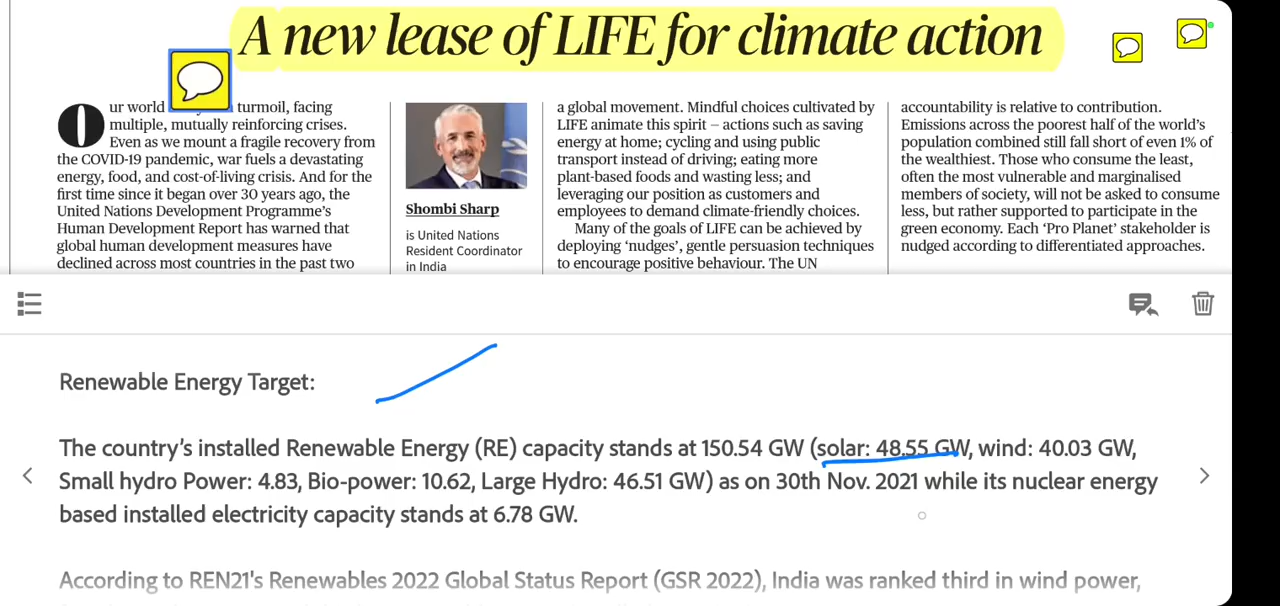 A new lease of LIFE for climate action
Our world turmoil, facing
multiple, mutually reinforcing crises.
Even as we mount a fragile recovery from
the COVID-19 pandemic, war fuels a devastating
energy, food, and cost-of-living crisis. And for the
first time since it began over 30 years ago, the
United Nations Development Programme's
Human Development Report has warned that
global human development measures have
declined across most countries in the past two
Shombi Sharp
is United Nations
Resident Coordinator
in India
a global movement. Mindful choices cultivated by
LIFE animate this spirit – actions such as saving
energy at home; cycling and using public
transport instead of driving; eating more
plant-based foods and wasting less; and
leveraging our position as customers and
employees to demand climate-friendly choices.
Many of the goals of LIFE can be achieved by
deploying 'nudges', gentle persuasion techniques
to encourage positive behaviour. The UN
accountability is relative to contribution.
Emissions across the poorest half of the world's
population combined still fall short of even 1% of
the wealthiest. Those who consume the least,
often the most vulnerable and marginalised
members of society, will not be asked to consume
less, but rather supported to participate in the
green economy. Each 'Pro Planet' stakeholder is
nudged according to differentiated approaches.
Renewable Energy Target:
The country's installed Renewable Energy (RE) capacity stands at 150.54 GW (solar: 48.55 GW, wind: 40.03 GW,
Small hydro Power: 4.83, Bio-power: 10.62, Large Hydro: 46.51 GW) as on 30th Nov. 2021 while its nuclear energy
based installed electricity capacity stands at 6.78 GW.
According to REN21's Renewables 2022 Global Status Report (GSR 2022), India was ranked third in wind power,